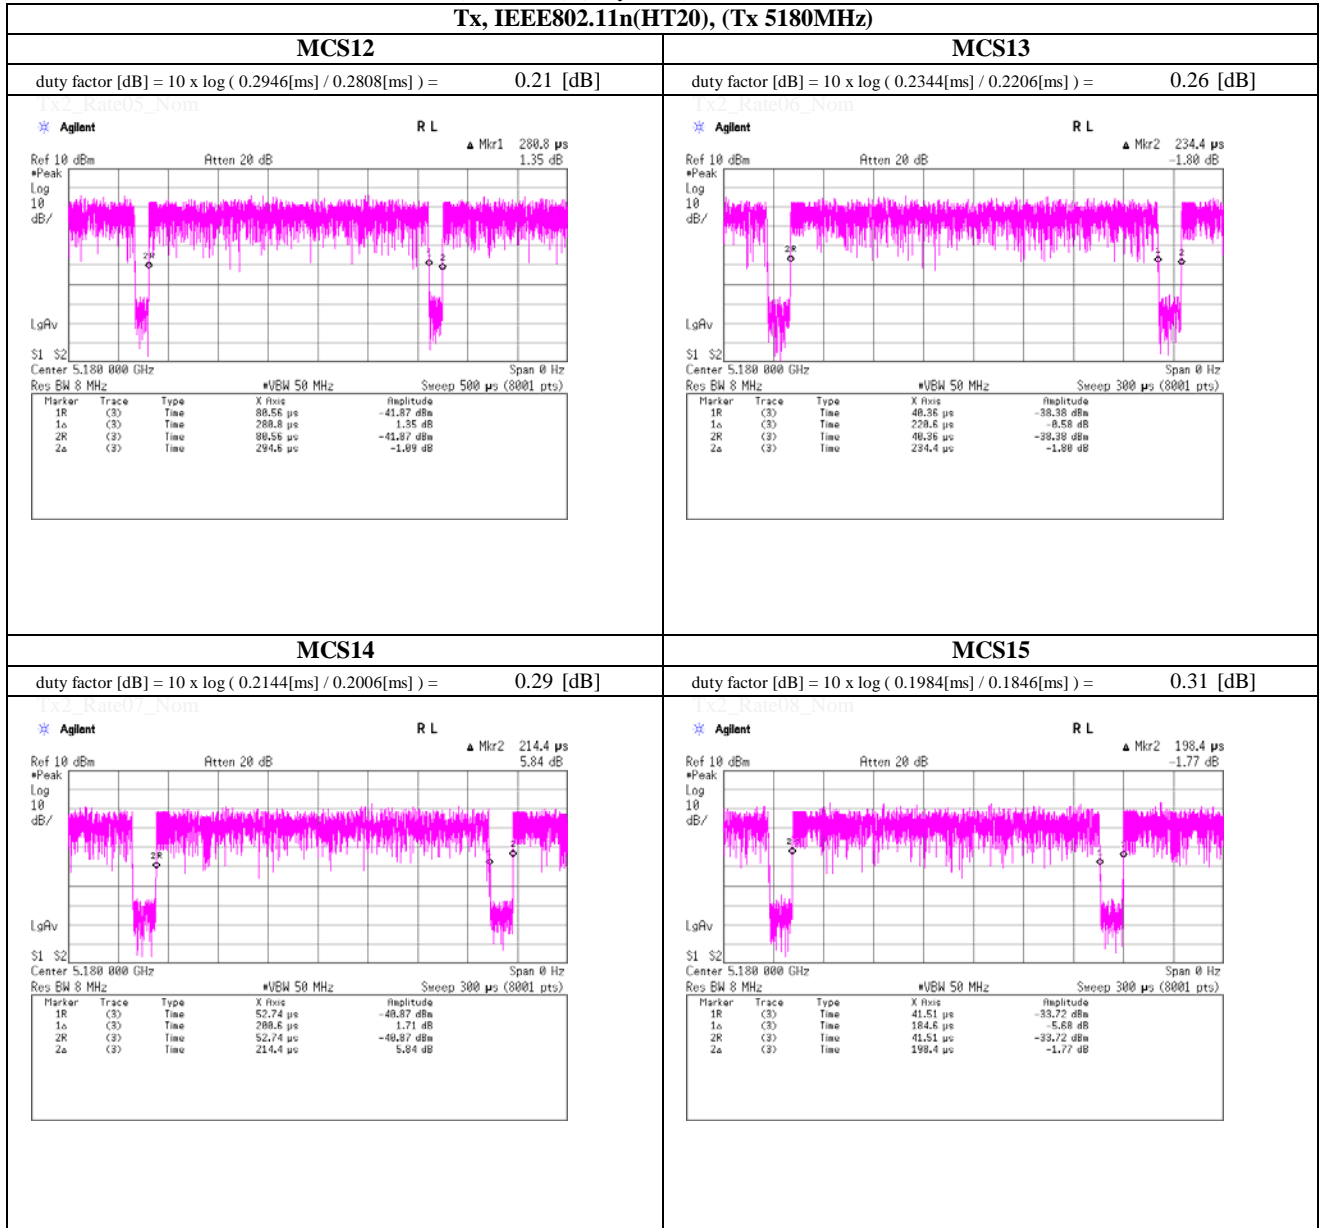 Tx, IEEE802.11n(HT20), (Tx 5180MHz)
MCS12
duty factor [dB] = 10 x log ( 0.2946[ms] / 0.2808[ms] ) = 0.21 [dB]
Tx2_Rate05_Nom
Agilent R L
▲ Mkr1 280.8 µs
Ref 10 dBm Atten 20 dB 1.35 dB
#Peak
Log
10
dB/
2R
1
2
LgAv
S1 S2
Center 5.180 000 GHz Span 0 Hz
Res BW 8 MHz #VBW 50 MHz Sweep 500 µs (8001 pts)
Marker Trace Type X Axis Amplitude
1R (3) Time 80.56 µs -41.87 dBm
1▵ (3) Time 280.8 µs 1.35 dB
2R (3) Time 80.56 µs -41.87 dBm
2▵ (3) Time 294.6 µs -1.09 dB
MCS13
duty factor [dB] = 10 x log ( 0.2344[ms] / 0.2206[ms] ) = 0.26 [dB]
Tx2_Rate06_Nom
Agilent R L
▲ Mkr2 234.4 µs
Ref 10 dBm Atten 20 dB -1.80 dB
#Peak
Log
10
dB/
2R
1
2
LgAv
S1 S2
Center 5.180 000 GHz Span 0 Hz
Res BW 8 MHz #VBW 50 MHz Sweep 300 µs (8001 pts)
Marker Trace Type X Axis Amplitude
1R (3) Time 40.36 µs -38.38 dBm
1▵ (3) Time 220.6 µs -0.58 dB
2R (3) Time 40.36 µs -38.38 dBm
2▵ (3) Time 234.4 µs -1.80 dB
MCS14
duty factor [dB] = 10 x log ( 0.2144[ms] / 0.2006[ms] ) = 0.29 [dB]
Tx2_Rate07_Nom
Agilent R L
▲ Mkr2 214.4 µs
Ref 10 dBm Atten 20 dB 5.84 dB
#Peak
Log
10
dB/
2R
2
LgAv
S1 S2
Center 5.180 000 GHz Span 0 Hz
Res BW 8 MHz #VBW 50 MHz Sweep 300 µs (8001 pts)
Marker Trace Type X Axis Amplitude
1R (3) Time 52.74 µs -40.87 dBm
1▵ (3) Time 200.6 µs 1.71 dB
2R (3) Time 52.74 µs -40.87 dBm
2▵ (3) Time 214.4 µs 5.84 dB
MCS15
duty factor [dB] = 10 x log ( 0.1984[ms] / 0.1846[ms] ) = 0.31 [dB]
Tx2_Rate08_Nom
Agilent R L
▲ Mkr2 198.4 µs
Ref 10 dBm Atten 20 dB -1.77 dB
#Peak
Log
10
dB/
LgAv
S1 S2
Center 5.180 000 GHz Span 0 Hz
Res BW 8 MHz #VBW 50 MHz Sweep 300 µs (8001 pts)
Marker Trace Type X Axis Amplitude
1R (3) Time 41.51 µs -33.72 dBm
1▵ (3) Time 184.6 µs -5.68 dB
2R (3) Time 41.51 µs -33.72 dBm
2▵ (3) Time 198.4 µs -1.77 dB